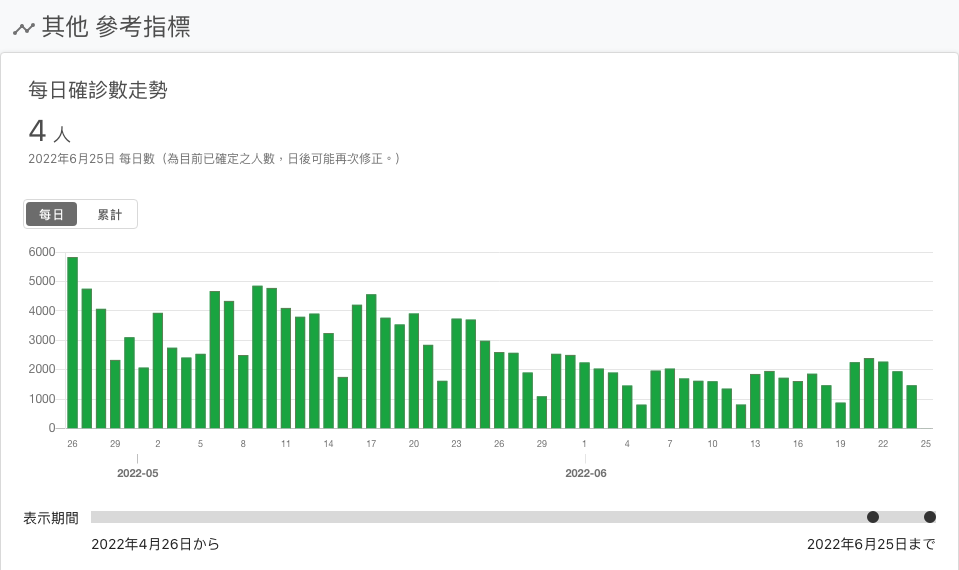 其他 參考指標
每日確診數走勢
4 人
2022年6月25日 每日數（為目前已確定之人數，日後可能再次修正。）
每日 累計
6000
5000
4000
3000
2000
1000
0
26 29 2 5 8 11 14 17 20 23 26 29 1 4 7 10 13 16 19 22 25
2022-05 2022-06
表示期間
2022年4月26日から 2022年6月25日まで